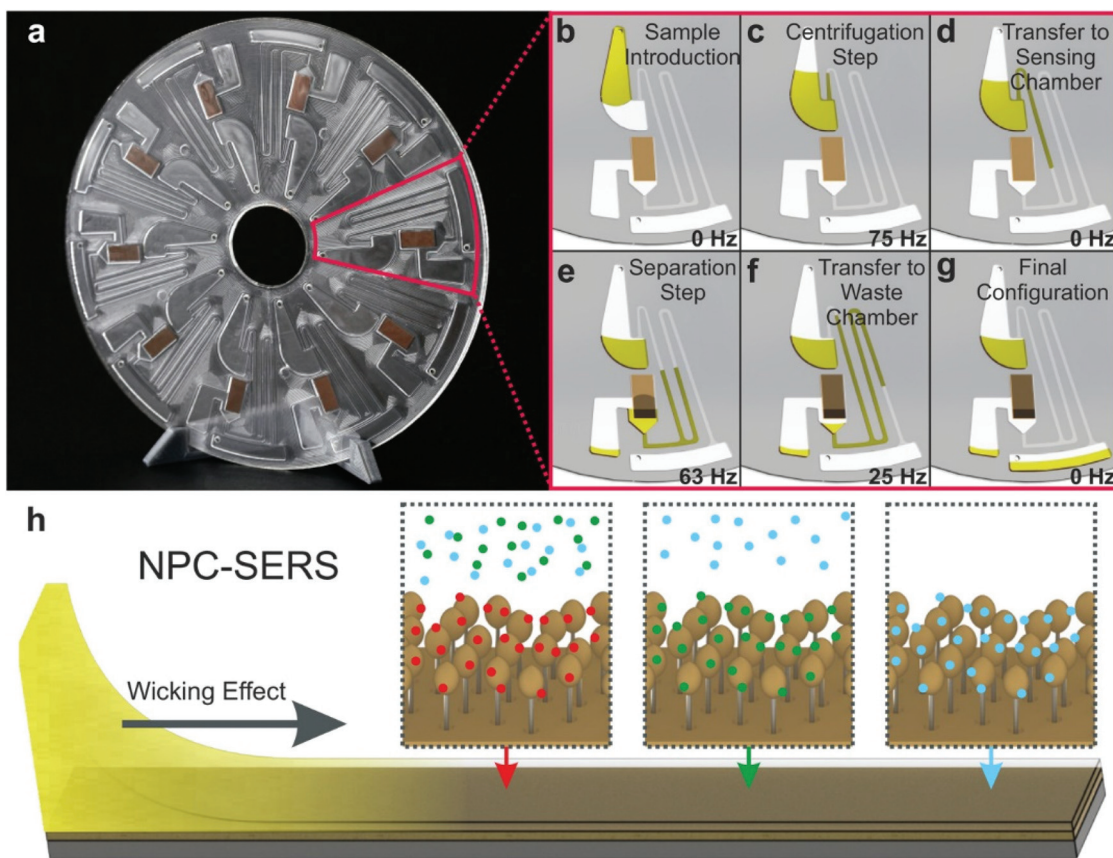 a
b
Sample
Introduction
0 Hz
c
Centrifugation
Step
75 Hz
d
Transfer to
Sensing
Chamber
0 Hz
e
Separation
Step
63 Hz
f
Transfer to
Waste
Chamber
25 Hz
g
Final
Configuration
0 Hz
h
NPC-SERS
Wicking Effect